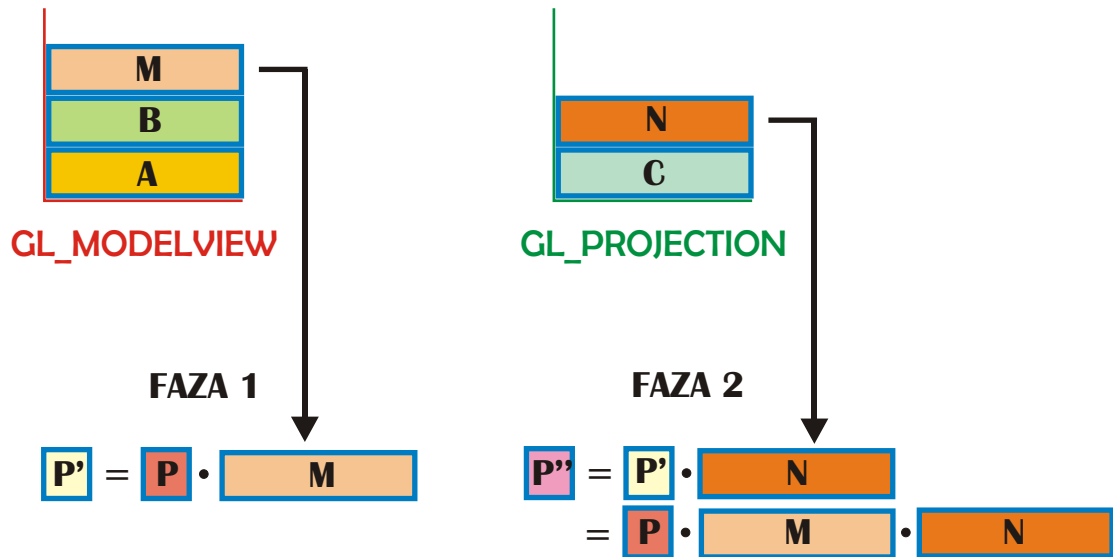 M
B
A
GL_MODELVIEW
N
C
GL_PROJECTION
FAZA 1
P' = P • M
FAZA 2
P'' = P' • N
= P • M • N